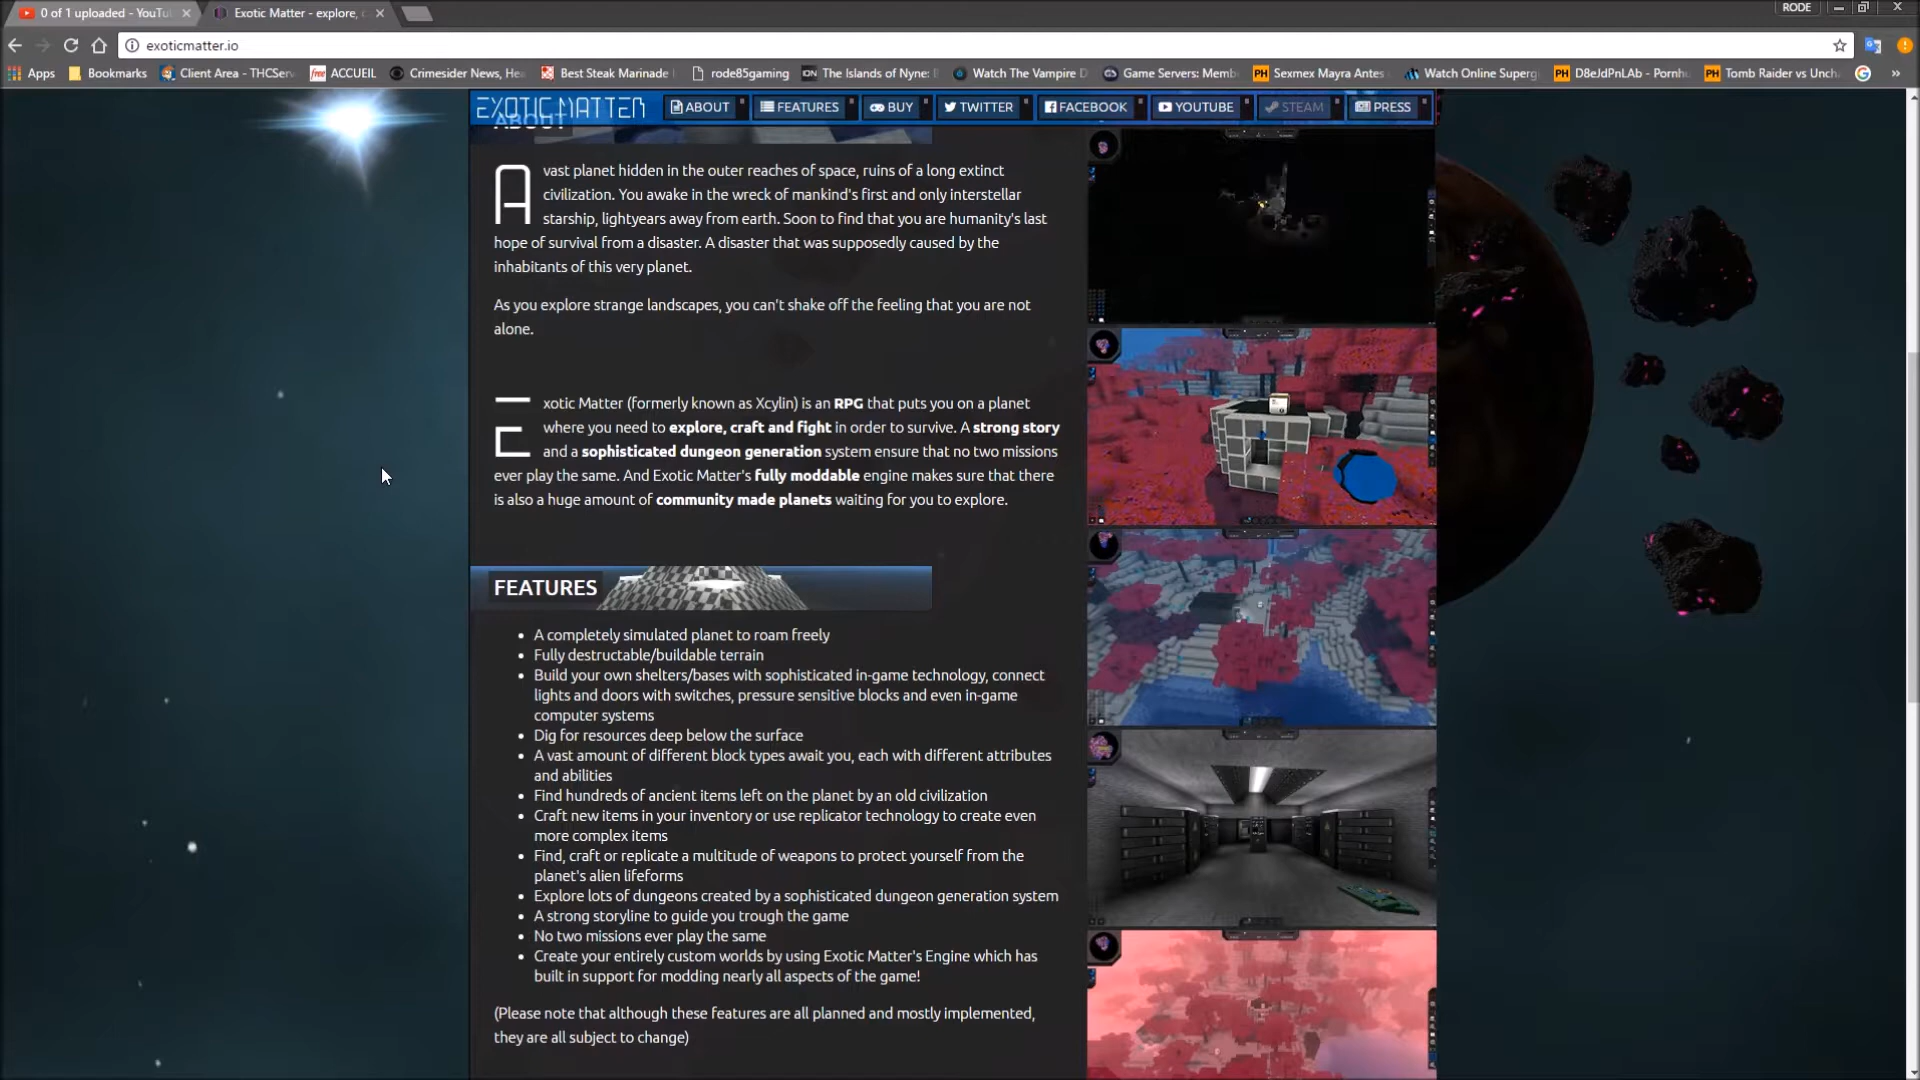 0 of 1 uploaded - YouTu
Exotic Matter - explore,
RODE
exoticmatter.io
Apps
Bookmarks
Client Area - THCServ
free ACCUEIL
Crimesider News, Hea
Best Steak Marinade
rode85gaming
The Islands of Nyne:
Watch The Vampire D
Game Servers: Memb
PH Sexmex Mayra Antes
Watch Online Superg
PH D8eJdPnLAb - Pornhu
PH Tomb Raider vs Unch
»
EXOTIC MATTER
ABOUT
FEATURES
BUY
TWITTER
FACEBOOK
YOUTUBE
STEAM
PRESS
ABOUT
A vast planet hidden in the outer reaches of space, ruins of a long extinct
civilization. You awake in the wreck of mankind's first and only interstellar
starship, lightyears away from earth. Soon to find that you are humanity's last
hope of survival from a disaster. A disaster that was supposedly caused by the
inhabitants of this very planet.
As you explore strange landscapes, you can't shake off the feeling that you are not
alone.
Exotic Matter (formerly known as Xcylin) is an RPG that puts you on a planet
where you need to explore, craft and fight in order to survive. A strong story
and a sophisticated dungeon generation system ensure that no two missions
ever play the same. And Exotic Matter's fully moddable engine makes sure that there
is also a huge amount of community made planets waiting for you to explore.
FEATURES
• A completely simulated planet to roam freely
• Fully destructable/buildable terrain
• Build your own shelters/bases with sophisticated in-game technology, connect
lights and doors with switches, pressure sensitive blocks and even in-game
computer systems
• Dig for resources deep below the surface
• A vast amount of different block types await you, each with different attributes
and abilities
• Find hundreds of ancient items left on the planet by an old civilization
• Craft new items in your inventory or use replicator technology to create even
more complex items
• Find, craft or replicate a multitude of weapons to protect yourself from the
planet's alien lifeforms
• Explore lots of dungeons created by a sophisticated dungeon generation system
• A strong storyline to guide you trough the game
• No two missions ever play the same
• Create your entirely custom worlds by using Exotic Matter's Engine which has
built in support for modding nearly all aspects of the game!
(Please note that although these features are all planned and mostly implemented,
they are all subject to change)